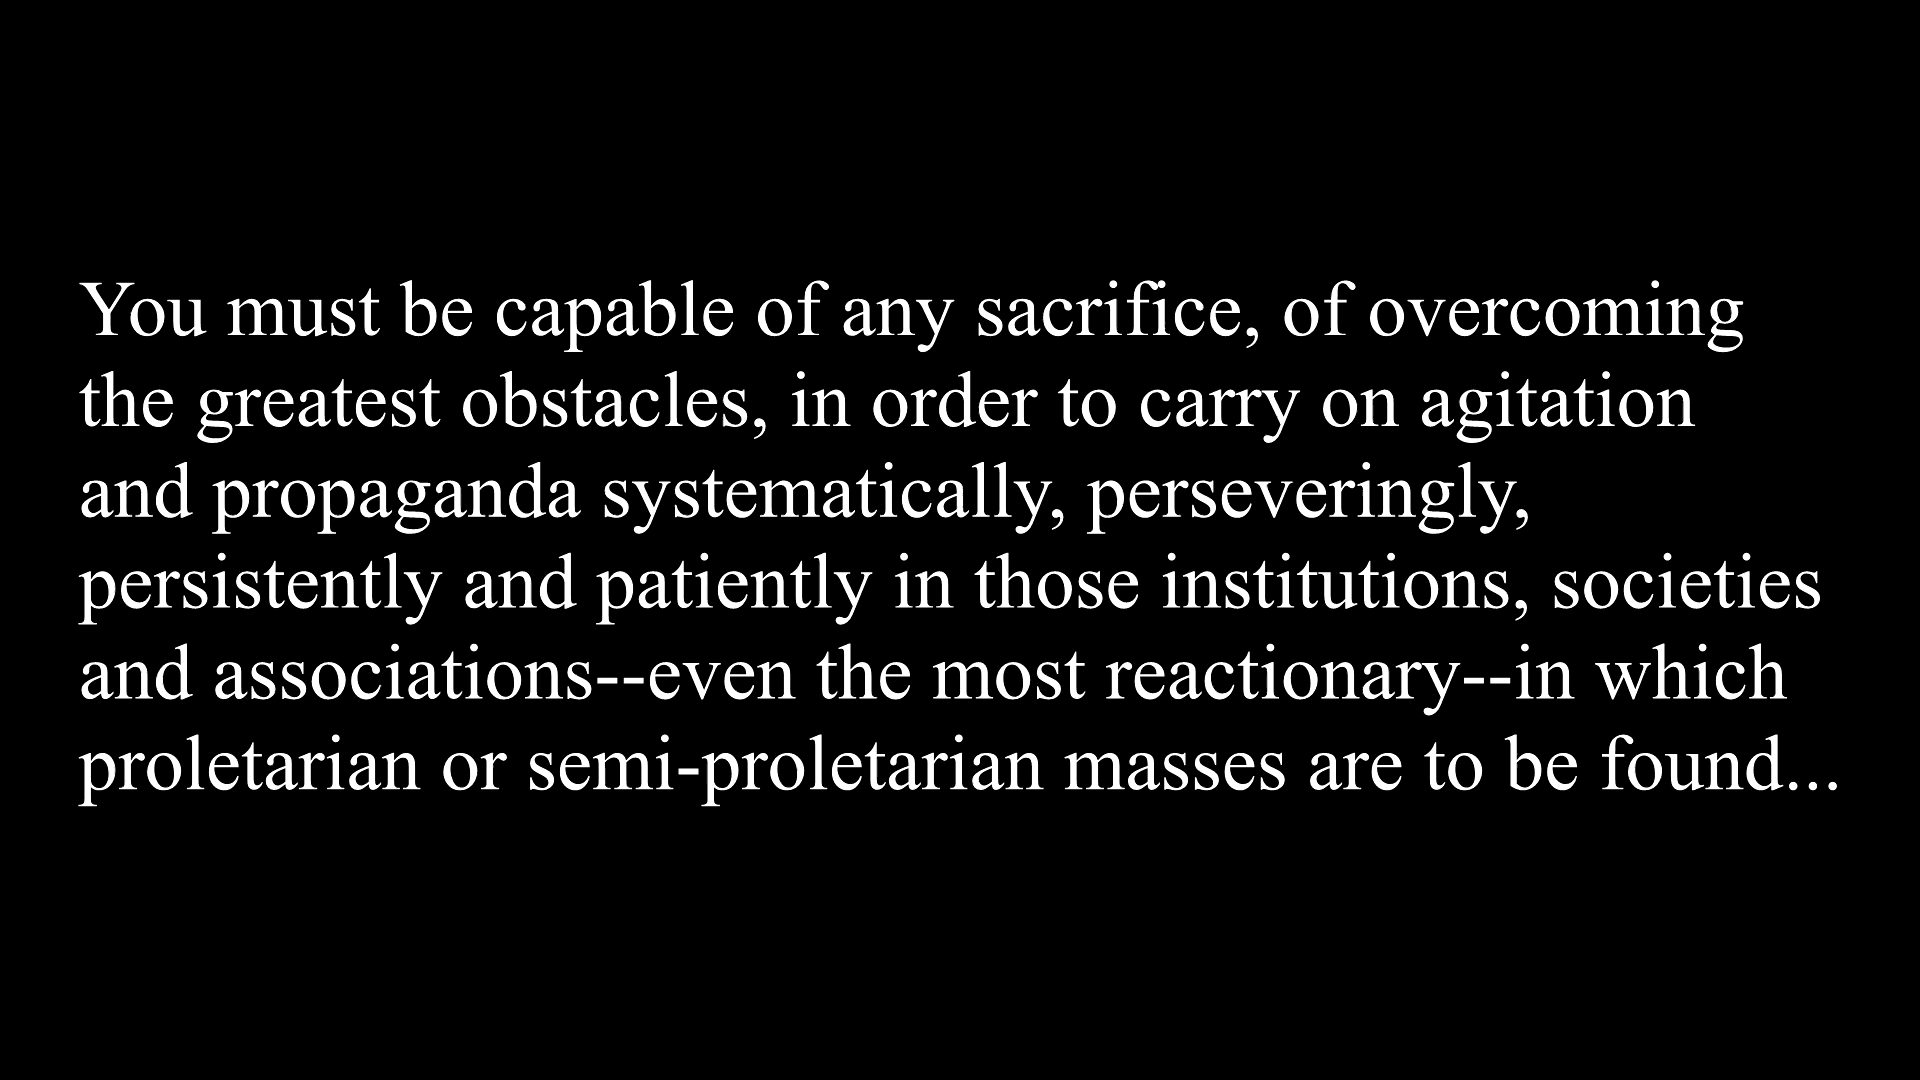 You must be capable of any sacrifice, of overcoming
the greatest obstacles, in order to carry on agitation
and propaganda systematically, perseveringly,
persistently and patiently in those institutions, societies
and associations--even the most reactionary--in which
proletarian or semi-proletarian masses are to be found...